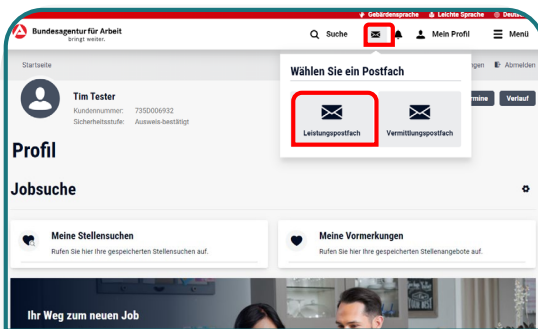 Gebärdensprache Leichte Sprache
Bundesagentur für Arbeit
bringt weiter.
Suche Mein Profil Menü
Startseite
Abmelden
Wählen Sie ein Postfach
Leistungspostfach Vermittlungspostfach
Verlauf
Tim Tester
Kundennummer: 735D006932
Sicherheitsstufe: Ausweis-bestätigt
Profil
Jobsuche
Meine Stellensuchen
Rufen Sie hier Ihre gespeicherten Stellensuchen auf.
Meine Vormerkungen
Rufen Sie hier Ihre gespeicherten Stellenangebote auf.
Ihr Weg zum neuen Job